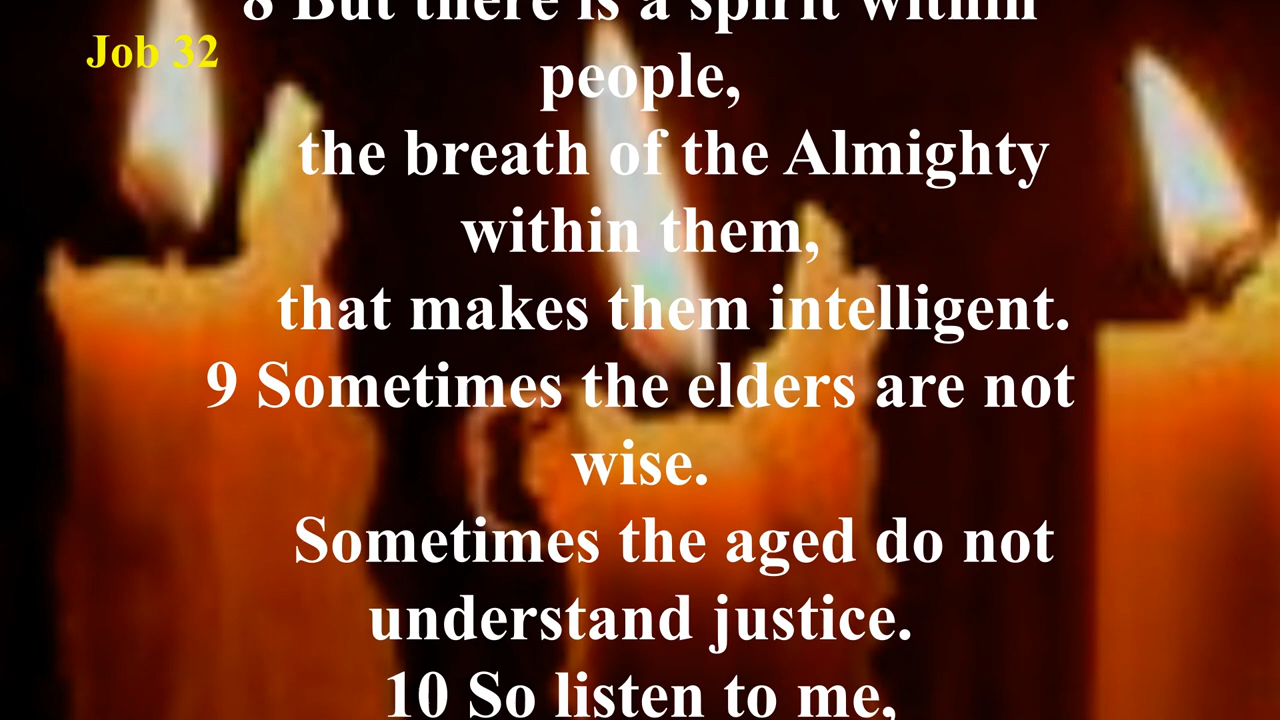 8 But there is a spirit within
Job 32
people,
the breath of the Almighty
within them,
that makes them intelligent.
9 Sometimes the elders are not
wise.
Sometimes the aged do not
understand justice.
10 So listen to me,